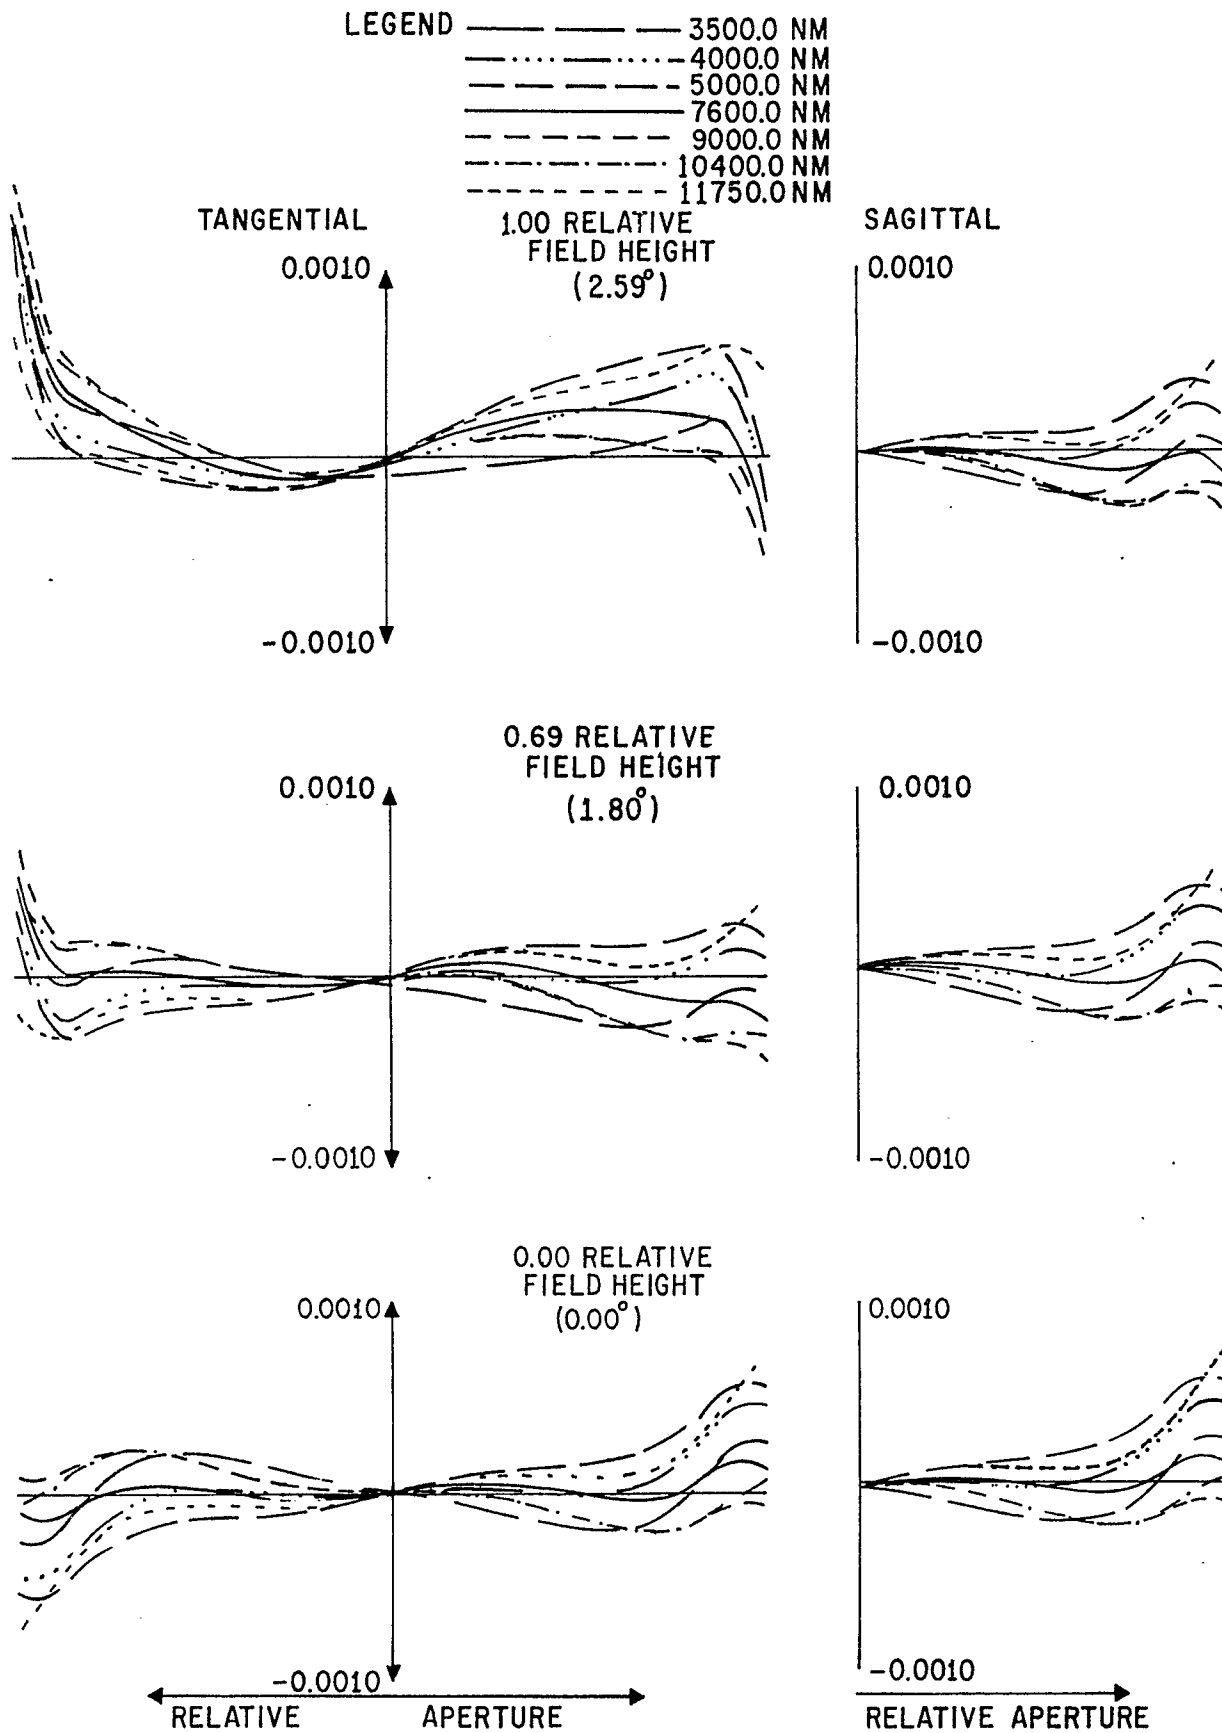 LEGEND
3500.0 NM
4000.0 NM
5000.0 NM
7600.0 NM
9000.0 NM
10400.0 NM
11750.0 NM
TANGENTIAL
1.00 RELATIVE
FIELD HEIGHT
(2.59°)
SAGITTAL
0.0010
0.0010
-0.0010
-0.0010
0.69 RELATIVE
FIELD HEIGHT
(1.80°)
0.0010
0.0010
-0.0010
-0.0010
0.00 RELATIVE
FIELD HEIGHT
(0.00°)
0.0010
0.0010
-0.0010
-0.0010
RELATIVE APERTURE
RELATIVE APERTURE